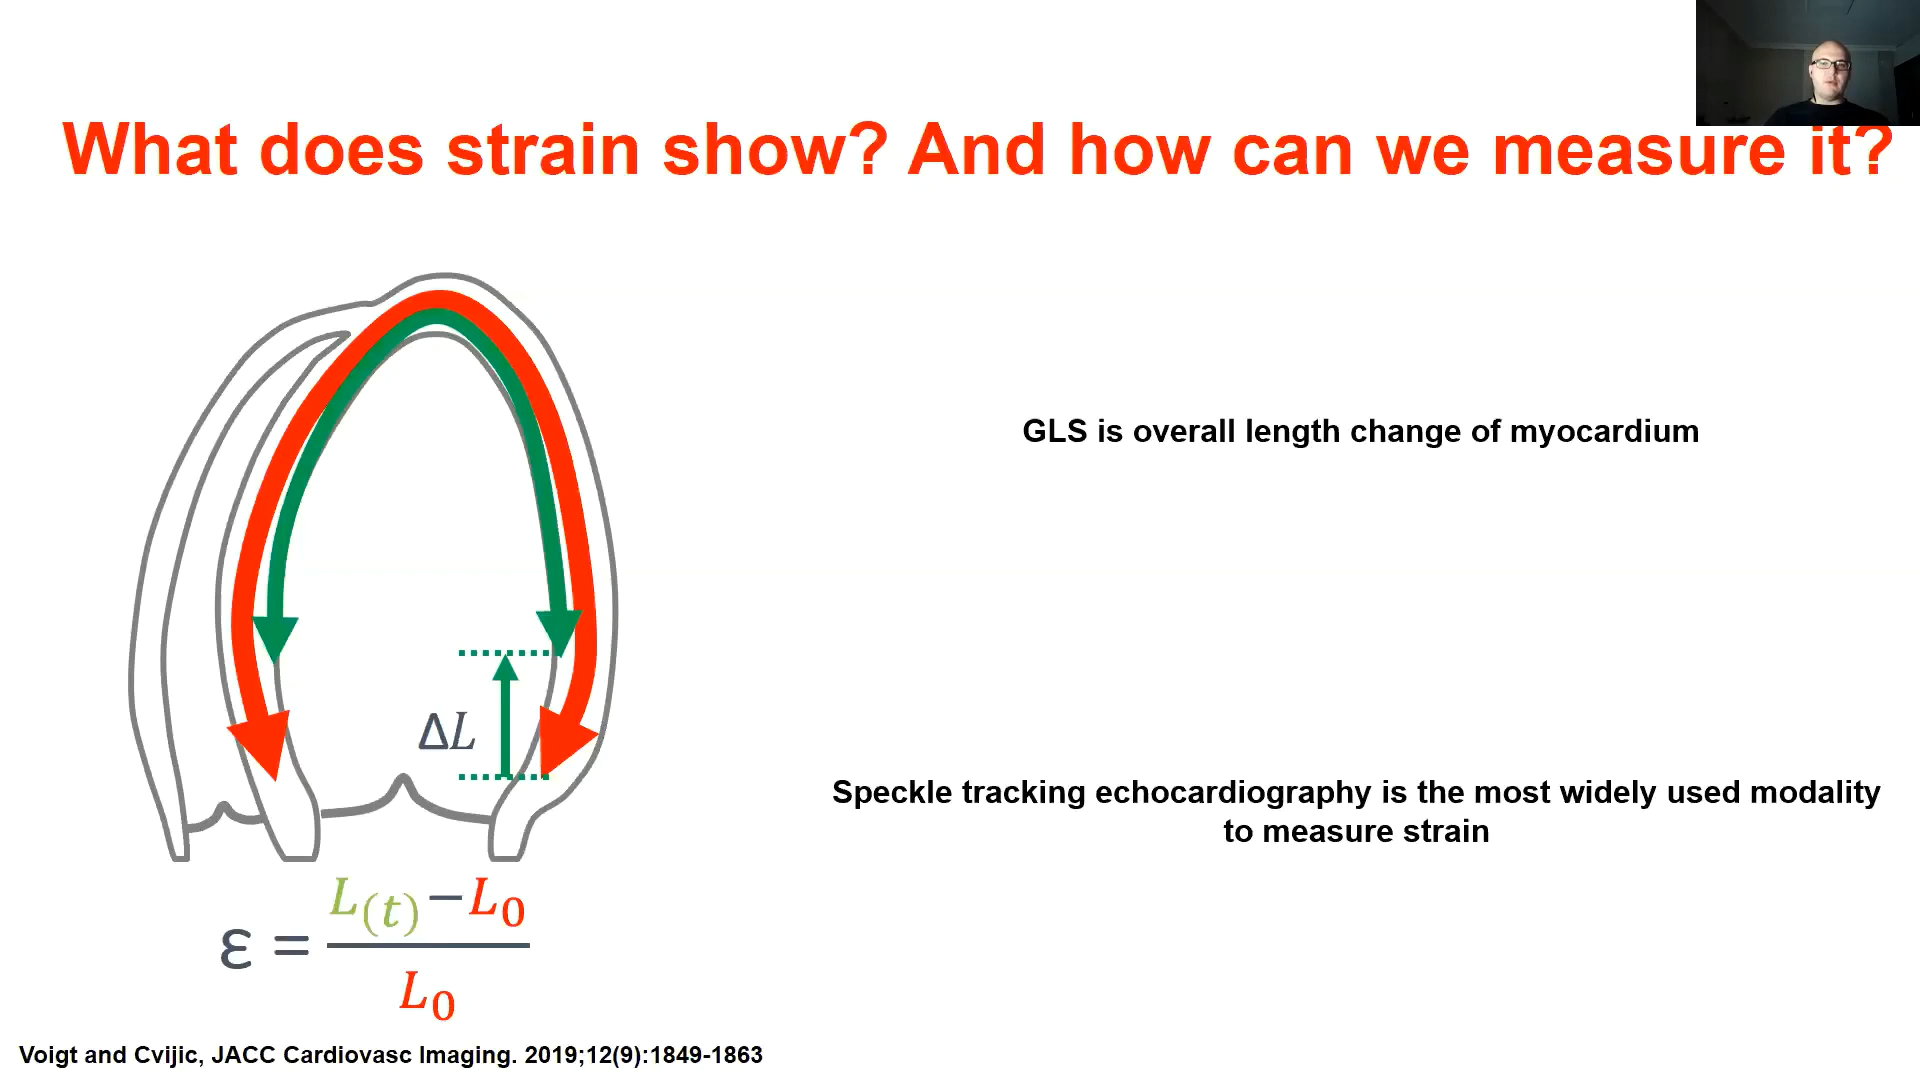 What does strain show? And how can we measure it?
GLS is overall length change of myocardium
ΔL
Speckle tracking echocardiography is the most widely used modality
to measure strain
ε = (L(t) − L0) / L0
Voigt and Cvijic, JACC Cardiovasc Imaging. 2019;12(9):1849-1863